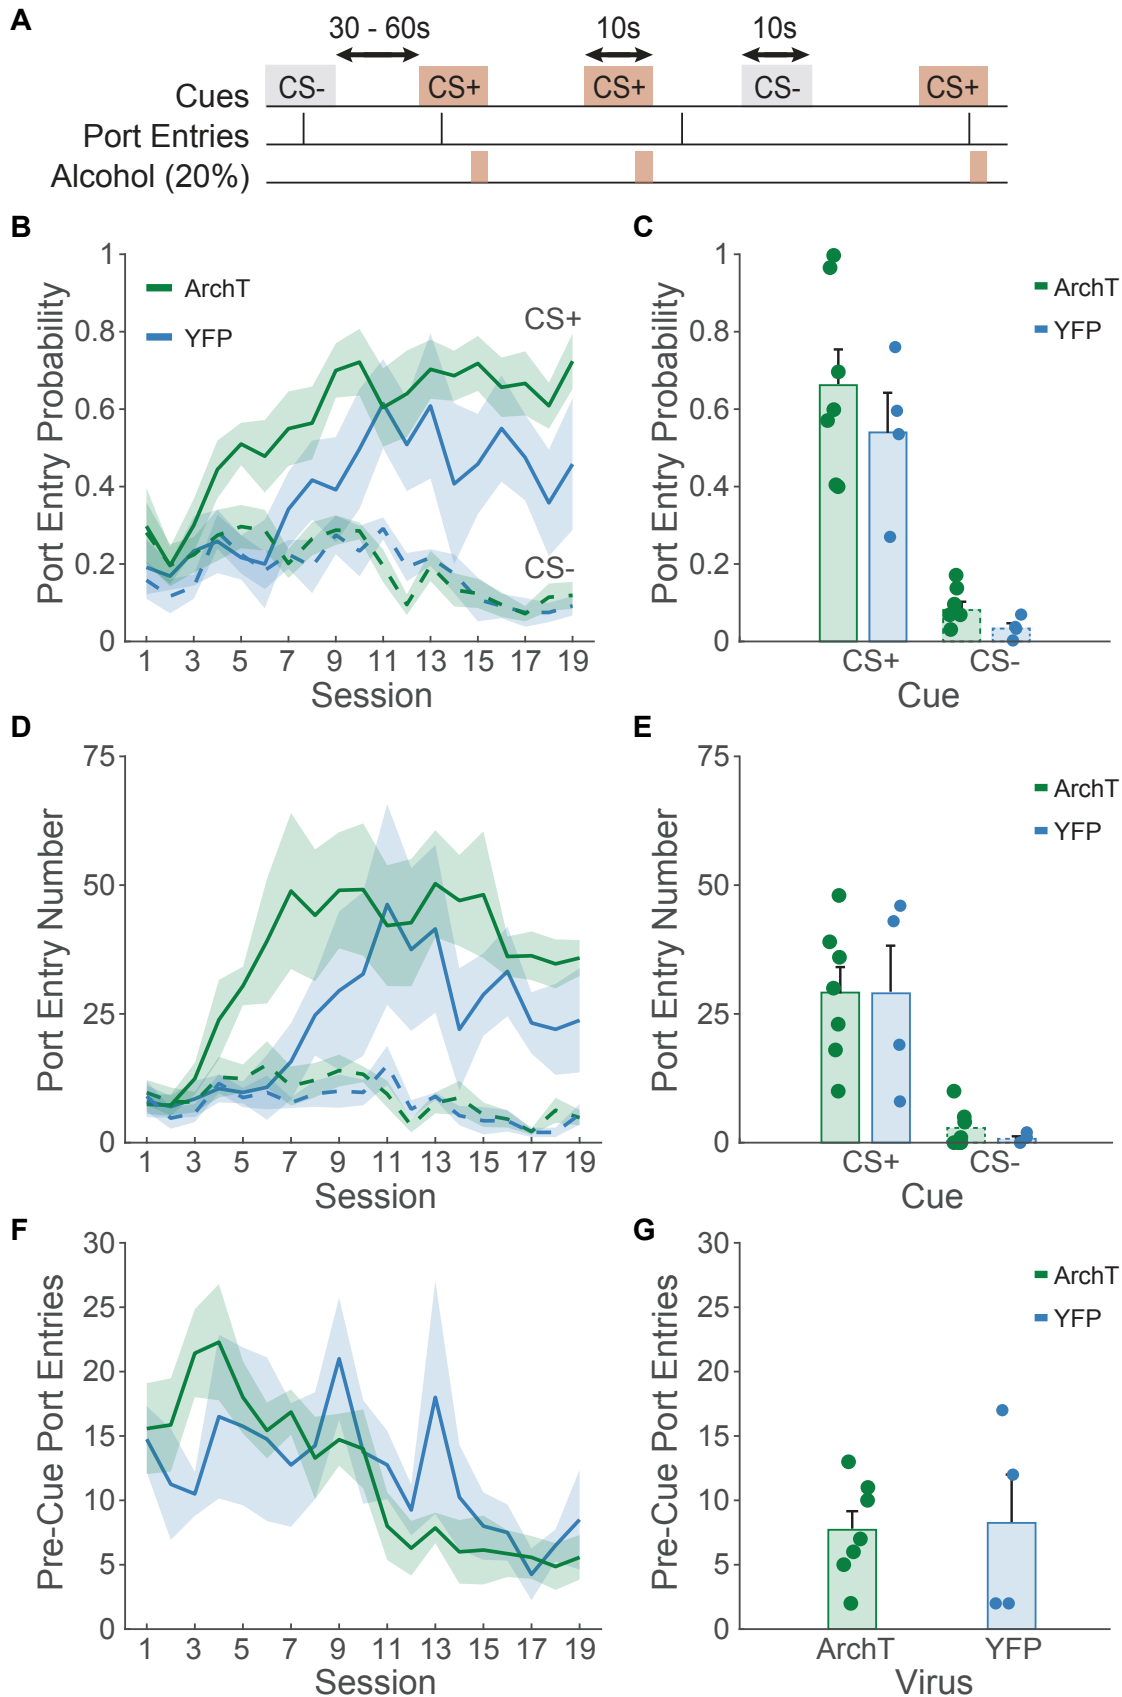 A
30 - 60s 10s 10s
Cues CS- CS+ CS+ CS- CS+
Port Entries
Alcohol (20%)
B
Port Entry Probability
1
0.8
0.6
0.4
0.2
0
ArchT
YFP
CS+
CS-
1 3 5 7 9 11 13 15 17 19
Session
C
Port Entry Probability
1
0.8
0.6
0.4
0.2
0
ArchT
YFP
CS+ CS-
Cue
D
Port Entry Number
75
50
25
0
1 3 5 7 9 11 13 15 17 19
Session
E
Port Entry Number
75
50
25
0
ArchT
YFP
CS+ CS-
Cue
F
Pre-Cue Port Entries
30
25
20
15
10
5
0
1 3 5 7 9 11 13 15 17 19
Session
G
Pre-Cue Port Entries
30
25
20
15
10
5
0
ArchT
YFP
ArchT YFP
Virus